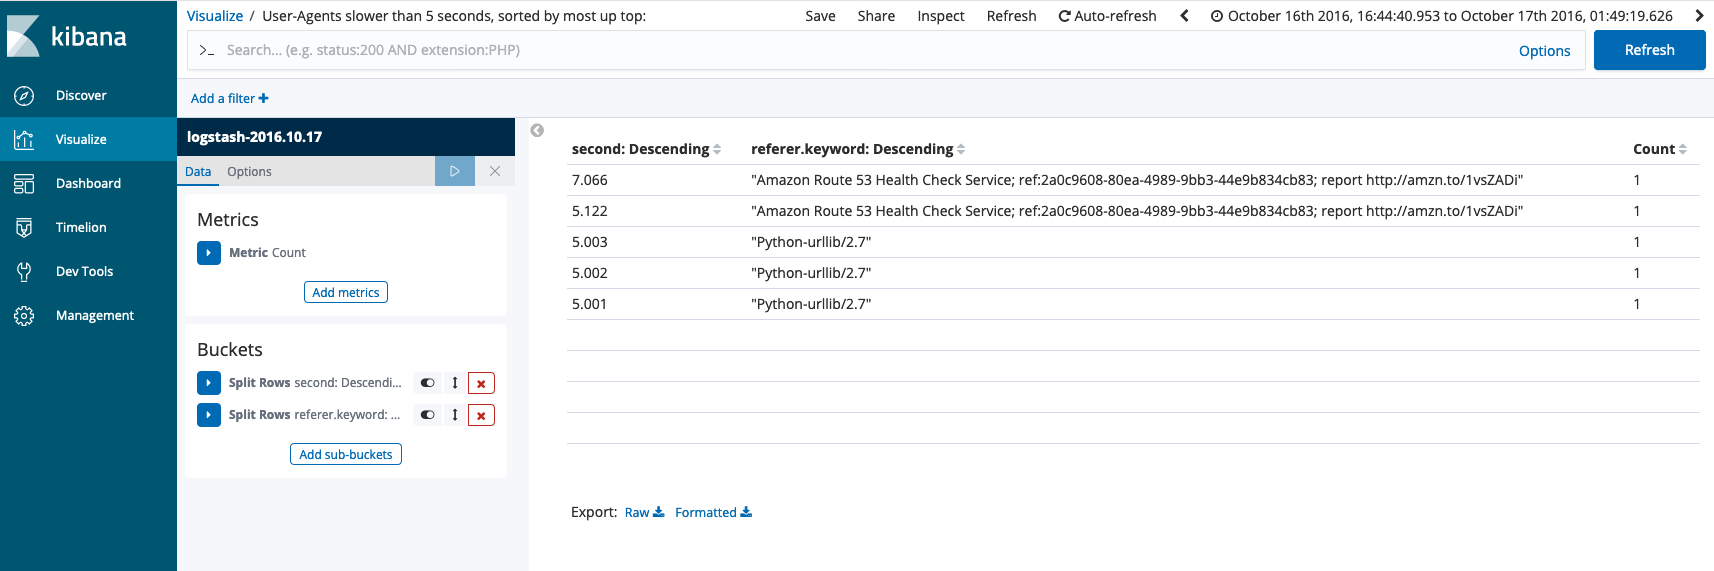 kibana
Discover
Visualize
Dashboard
Timelion
Dev Tools
Management
Visualize / User-Agents slower than 5 seconds, sorted by most up top:
Save Share Inspect Refresh Auto-refresh October 16th 2016, 16:44:40.953 to October 17th 2016, 01:49:19.626
>_ Search... (e.g. status:200 AND extension:PHP) Options Refresh
Add a filter +
logstash-2016.10.17
Data Options
Metrics
Metric Count
Add metrics
Buckets
Split Rows second: Descendi...
Split Rows referer.keyword: ...
Add sub-buckets
second: Descending referer.keyword: Descending Count
7.066 "Amazon Route 53 Health Check Service; ref:2a0c9608-80ea-4989-9bb3-44e9b834cb83; report http://amzn.to/1vsZADi" 1
5.122 "Amazon Route 53 Health Check Service; ref:2a0c9608-80ea-4989-9bb3-44e9b834cb83; report http://amzn.to/1vsZADi" 1
5.003 "Python-urllib/2.7" 1
5.002 "Python-urllib/2.7" 1
5.001 "Python-urllib/2.7" 1
Export: Raw Formatted